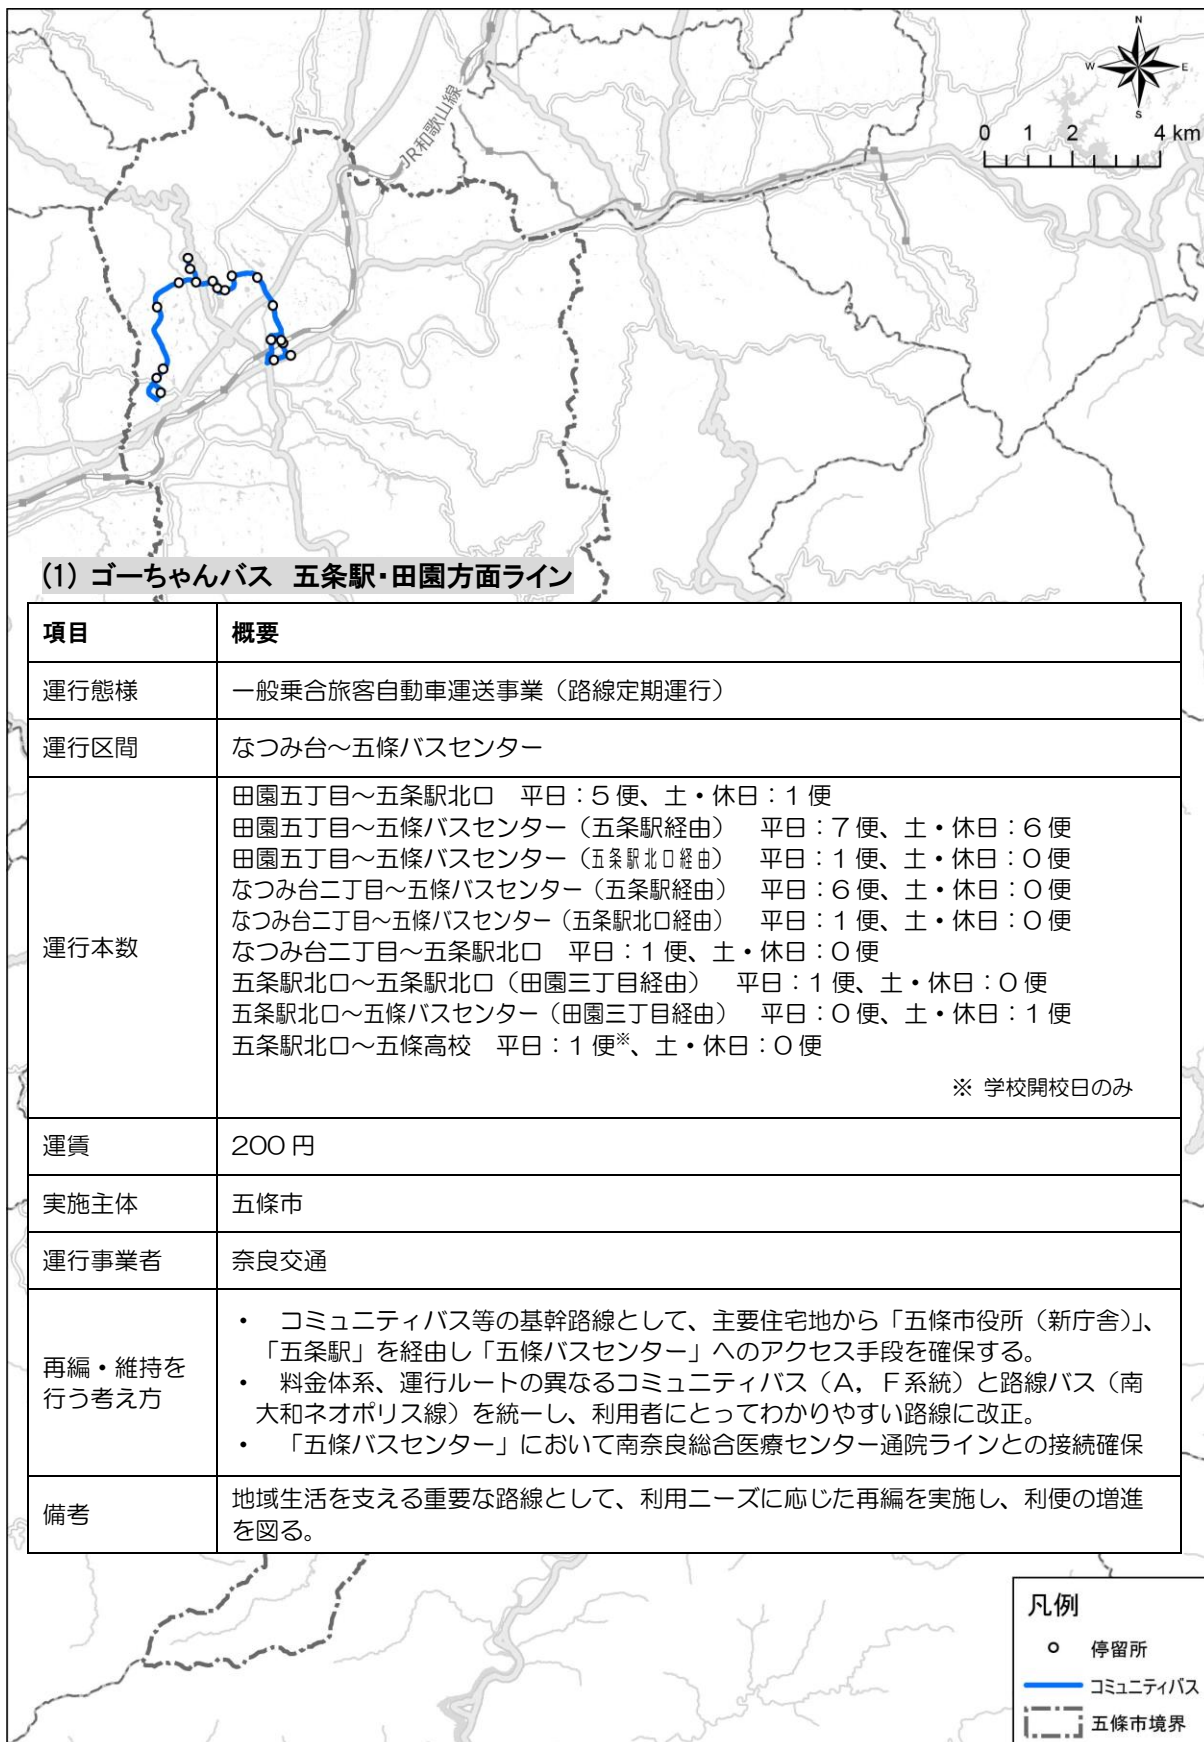 N
W
E
S
0 1 2 4 km
JR和歌山線
(1) ゴーちゃんバス 五条駅・田園方面ライン
項目 概要
運行態様 一般乗合旅客自動車運送事業（路線定期運行）
運行区間 なつみ台～五條バスセンター
運行本数
田園五丁目～五条駅北口 平日：5便、土・休日：1便
田園五丁目～五條バスセンター（五条駅経由） 平日：7便、土・休日：6便
田園五丁目～五條バスセンター（五条駅北口経由） 平日：1便、土・休日：0便
なつみ台二丁目～五條バスセンター（五条駅経由） 平日：6便、土・休日：0便
なつみ台二丁目～五條バスセンター（五条駅北口経由） 平日：1便、土・休日：0便
なつみ台二丁目～五条駅北口 平日：1便、土・休日：0便
五条駅北口～五条駅北口（田園三丁目経由） 平日：1便、土・休日：0便
五条駅北口～五條バスセンター（田園三丁目経由） 平日：0便、土・休日：1便
五条駅北口～五條高校 平日：1便※、土・休日：0便
※ 学校開校日のみ
運賃 200円
実施主体 五條市
運行事業者 奈良交通
再編・維持を
行う考え方
・ コミュニティバス等の基幹路線として、主要住宅地から「五條市役所（新庁舎）」、
「五条駅」を経由し「五條バスセンター」へのアクセス手段を確保する。
・ 料金体系、運行ルートの異なるコミュニティバス（A，F系統）と路線バス（南
大和ネオポリス線）を統一し、利用者にとってわかりやすい路線に改正。
・ 「五條バスセンター」において南奈良総合医療センター通院ラインとの接続確保
備考
地域生活を支える重要な路線として、利用ニーズに応じた再編を実施し、利便の増進
を図る。
凡例
停留所
コミュニティバス
五條市境界